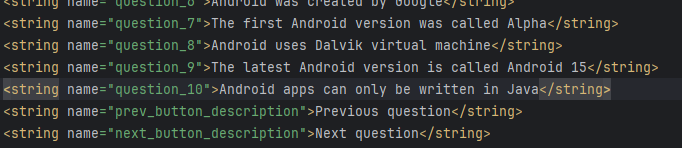 <string name="question_6">Android was created by Google</string>
<string name="question_7">The first Android version was called Alpha</string>
<string name="question_8">Android uses Dalvik virtual machine</string>
<string name="question_9">The latest Android version is called Android 15</string>
<string name="question_10">Android apps can only be written in Java</string>
<string name="prev_button_description">Previous question</string>
<string name="next_button_description">Next question</string>